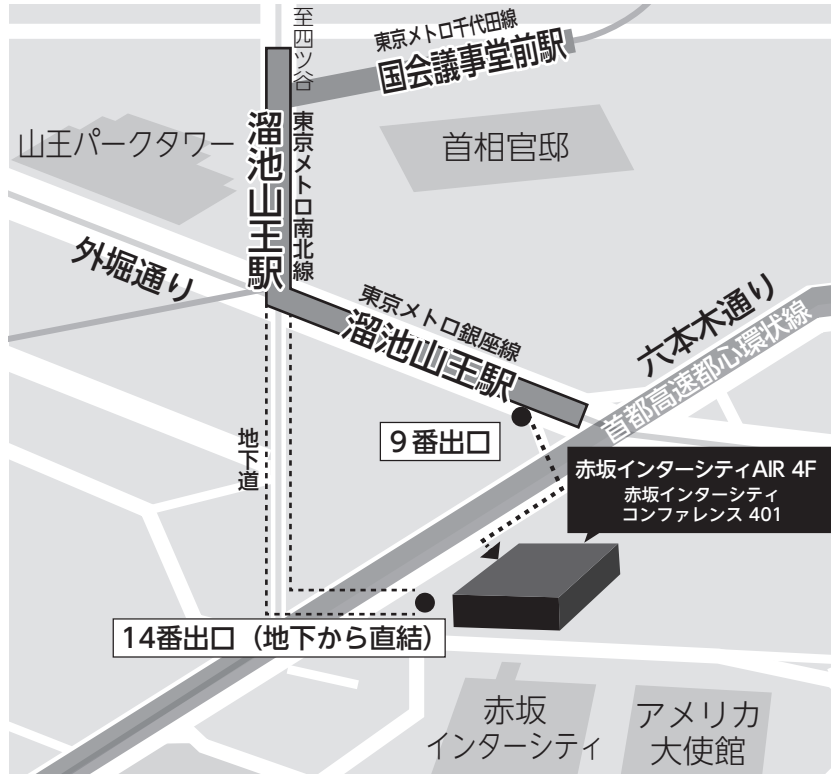 至四ツ谷
東京メトロ千代田線
国会議事堂前駅
山王パークタワー
溜池山王駅
東京メトロ南北線
首相官邸
外堀通り
東京メトロ銀座線
溜池山王駅
六本木通り
首都高速都心環状線
地下道
9番出口
赤坂インターシティAIR 4F
赤坂インターシティ
コンファレンス 401
14番出口（地下から直結）
赤坂
インターシティ
アメリカ
大使館